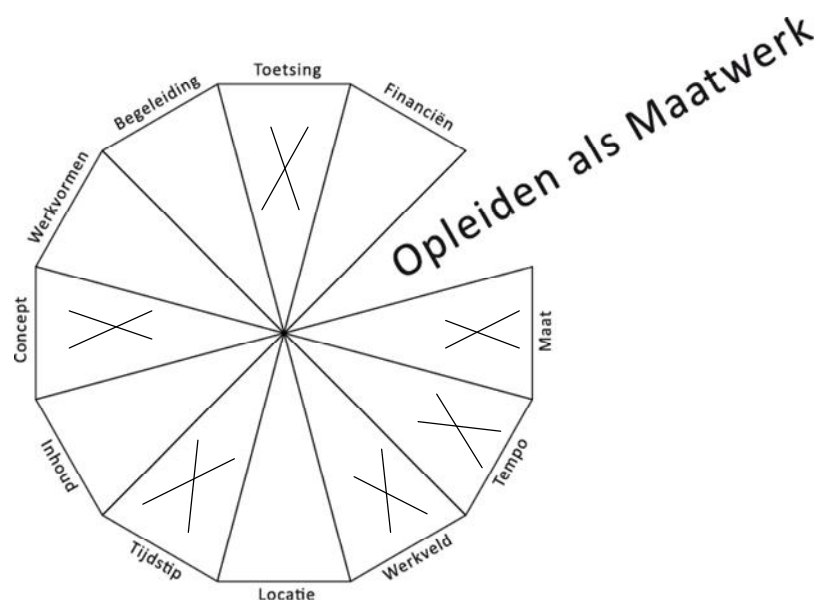 Opleiden als Maatwerk
Toetsing
Financiën
Begeleiding
Werkvormen
Concept
Maat
Inhoud
Tempo
Tijdstip
Werkveld
Locatie